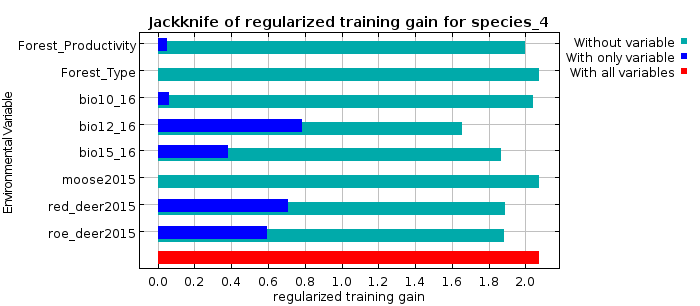 Jackknife of regularized training gain for species_4
Without variable
With only variable
With all variables
Environmental Variable
Forest_Productivity
Forest_Type
bio10_16
bio12_16
bio15_16
moose2015
red_deer2015
roe_deer2015
0.0 0.2 0.4 0.6 0.8 1.0 1.2 1.4 1.6 1.8 2.0
regularized training gain